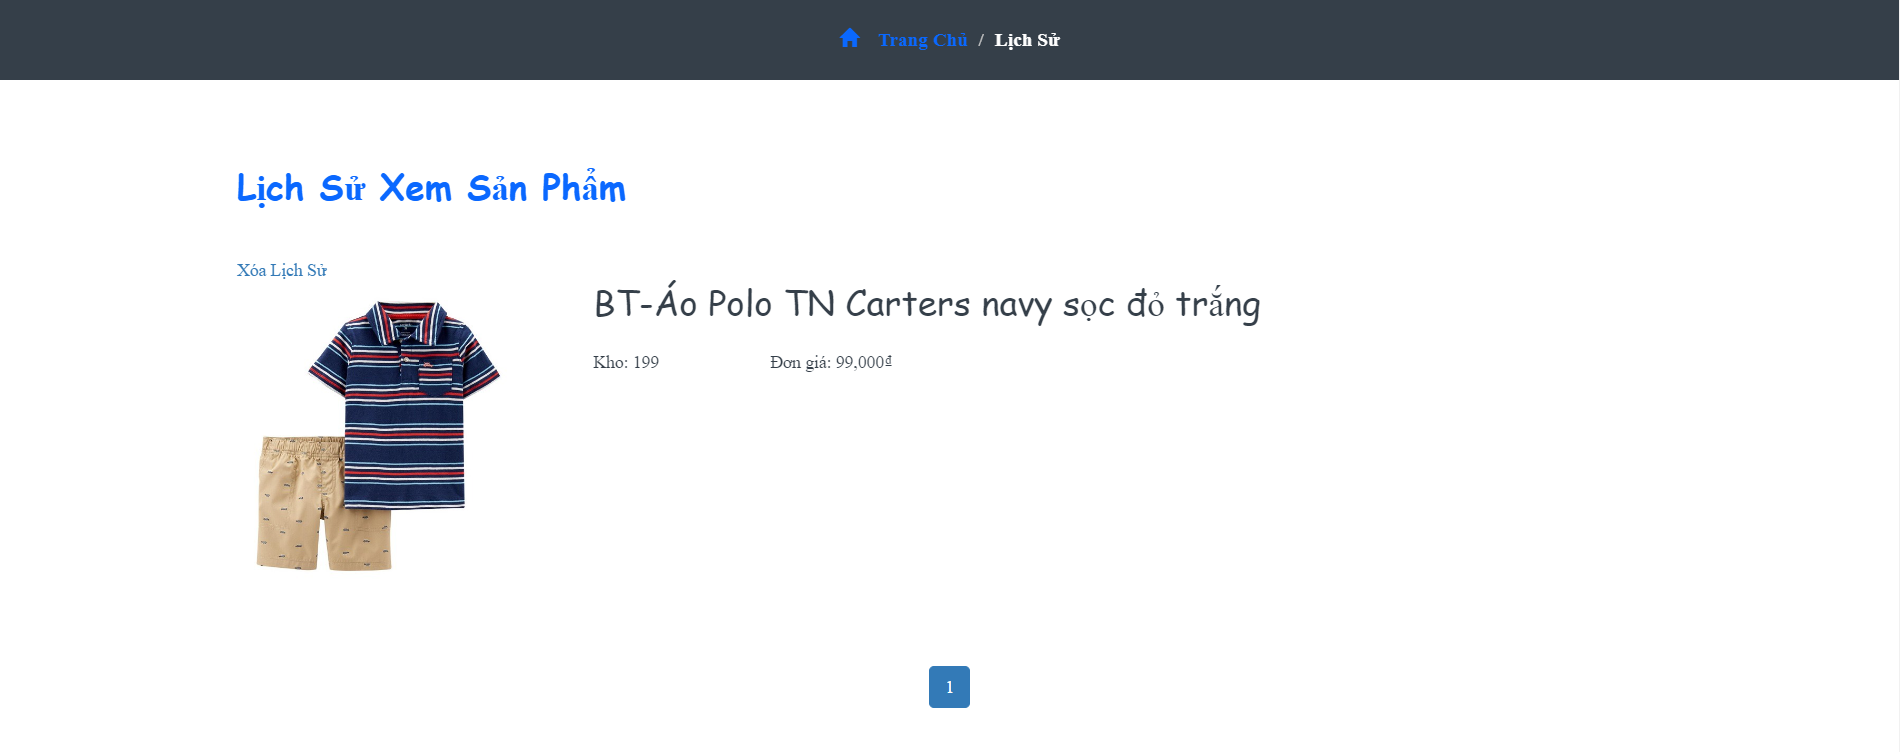 Trang Chủ / Lịch Sử
Lịch Sử Xem Sản Phẩm
Xóa Lịch Sử
BT-Áo Polo TN Carters navy sọc đỏ trắng
Kho: 199 Đơn giá: 99,000₫
1